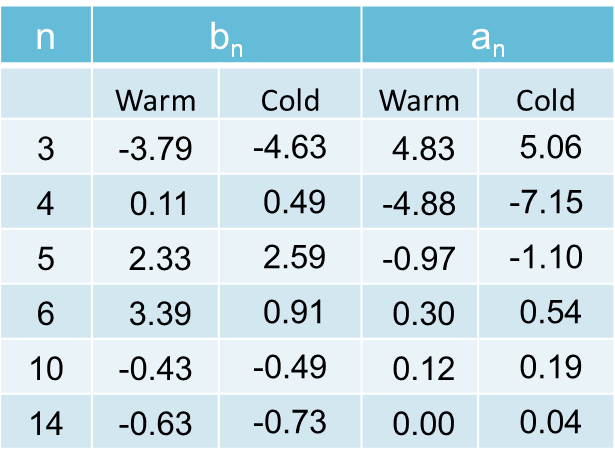 n bn an
Warm Cold Warm Cold
3 -3.79 -4.63 4.83 5.06
4 0.11 0.49 -4.88 -7.15
5 2.33 2.59 -0.97 -1.10
6 3.39 0.91 0.30 0.54
10 -0.43 -0.49 0.12 0.19
14 -0.63 -0.73 0.00 0.04